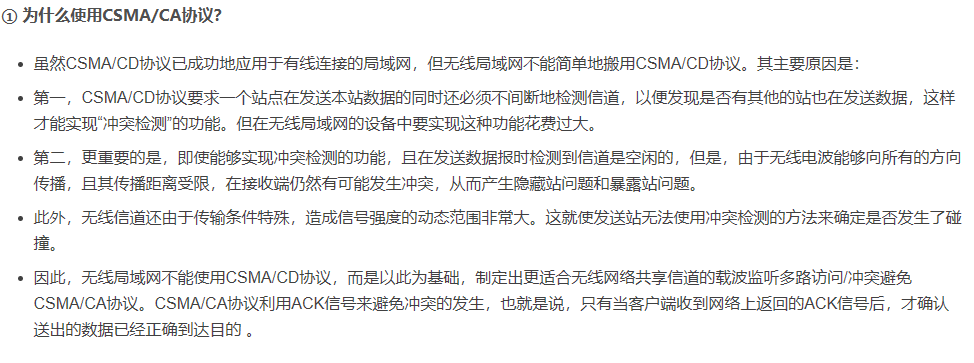 ① 为什么使用CSMA/CA协议?
虽然CSMA/CD协议已成功地应用于有线连接的局域网，但无线局域网不能简单地搬用CSMA/CD协议。其主要原因是：
第一，CSMA/CD协议要求一个站点在发送本站数据的同时还必须不间断地检测信道，以便发现是否有其他的站也在发送数据，这样
才能实现“冲突检测”的功能。但在无线局域网的设备中要实现这种功能花费过大。
第二，更重要的是，即使能够实现冲突检测的功能，且在发送数据报时检测到信道是空闲的，但是，由于无线电波能够向所有的方向
传播，且其传播距离受限，在接收端仍然有可能发生冲突，从而产生隐藏站问题和暴露站问题。
此外，无线信道还由于传输条件特殊，造成信号强度的动态范围非常大。这就使发送站无法使用冲突检测的方法来确定是否发生了碰
撞。
因此，无线局域网不能使用CSMA/CD协议，而是以此为基础，制定出更适合无线网络共享信道的载波监听多路访问/冲突避免
CSMA/CA协议。CSMA/CA协议利用ACK信号来避免冲突的发生，也就是说，只有当客户端收到网络上返回的ACK信号后，才确认
送出的数据已经正确到达目的 。